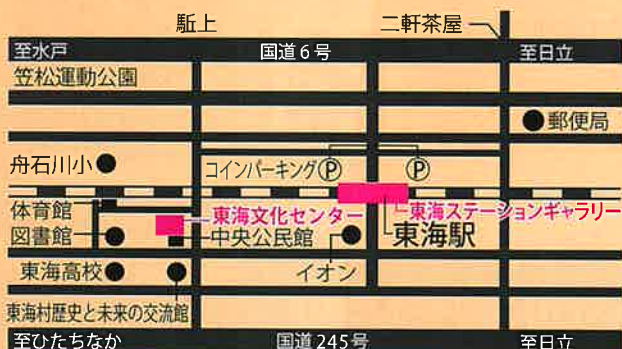 駈上
二軒茶屋
至水戸
国道6号
至日立
笠松運動公園
郵便局
舟石川小
コインパーキング
P
P
体育館
東海文化センター
東海ステーションギャラリー
図書館
中央公民館
東海駅
東海高校
イオン
東海村歴史と未来の交流館
至ひたちなか
国道245号
至日立